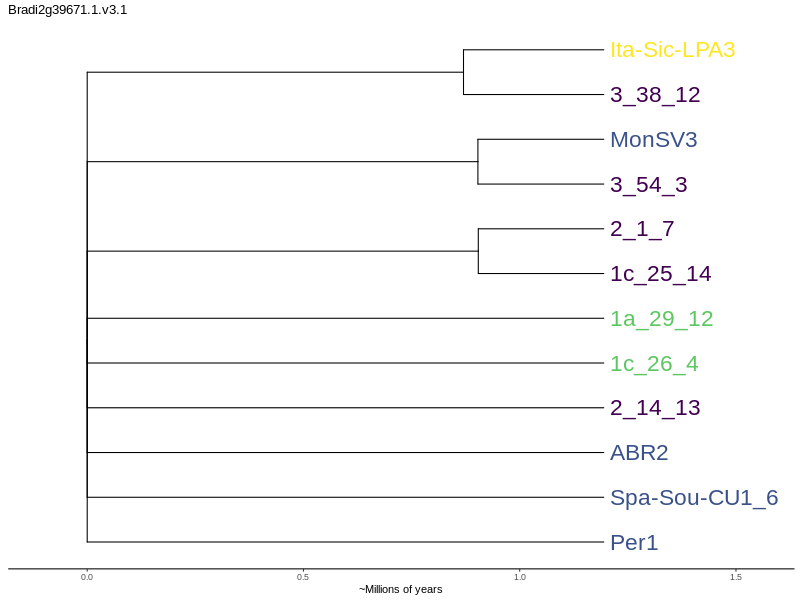 Bradi2g39671.1.v3.1
Ita-Sic-LPA3
3_38_12
MonSV3
3_54_3
2_1_7
1c_25_14
1a_29_12
1c_26_4
2_14_13
ABR2
Spa-Sou-CU1_6
Per1
0.0 0.5 1.0 1.5
~Millions of years